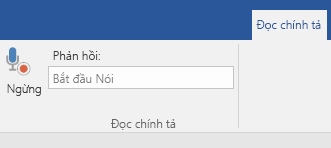 Đọc chính tả
Phản hồi:
Bắt đầu Nói
Ngừng
Đọc chính tả